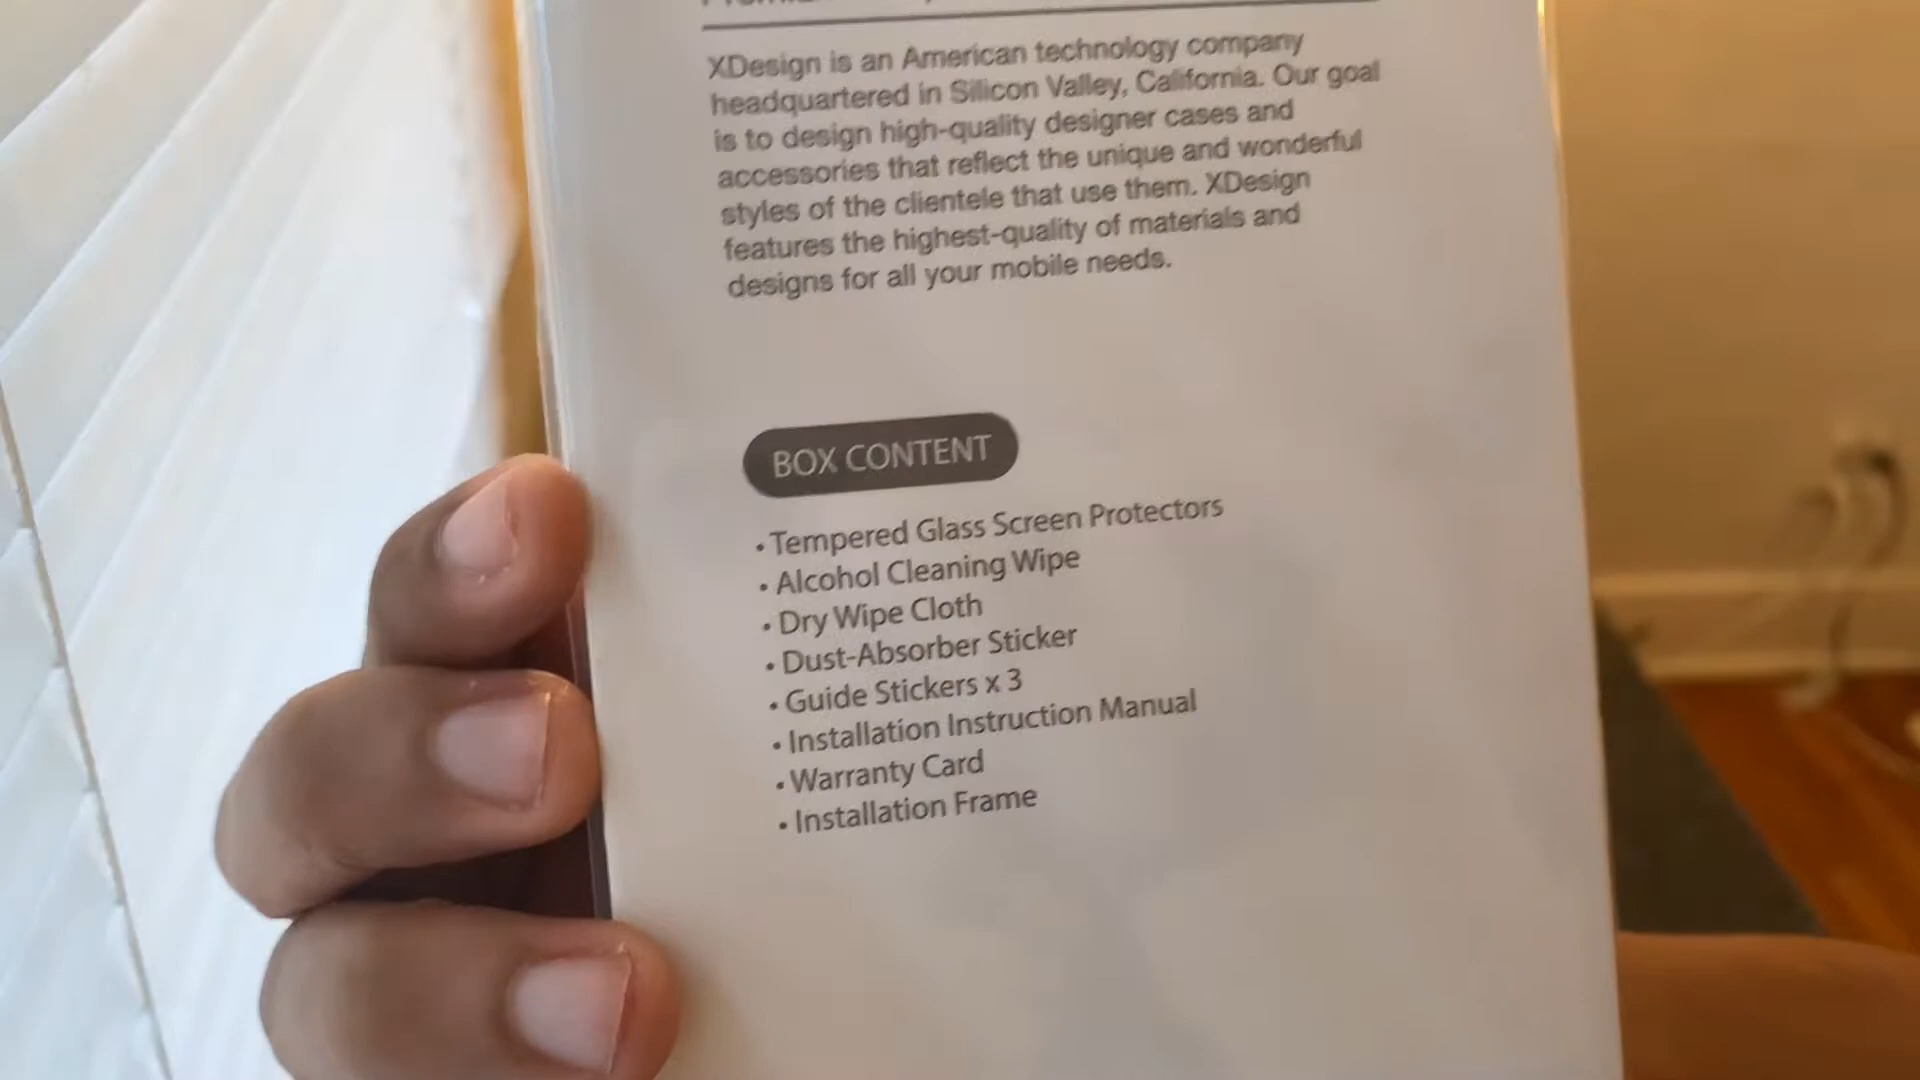 XDesign is an American technology company
headquartered in Silicon Valley, California. Our goal
is to design high-quality designer cases and
accessories that reflect the unique and wonderful
styles of the clientele that use them. XDesign
features the highest-quality of materials and
designs for all your mobile needs.
BOX CONTENT
• Tempered Glass Screen Protectors
• Alcohol Cleaning Wipe
• Dry Wipe Cloth
• Dust-Absorber Sticker
• Guide Stickers x 3
• Installation Instruction Manual
• Warranty Card
• Installation Frame